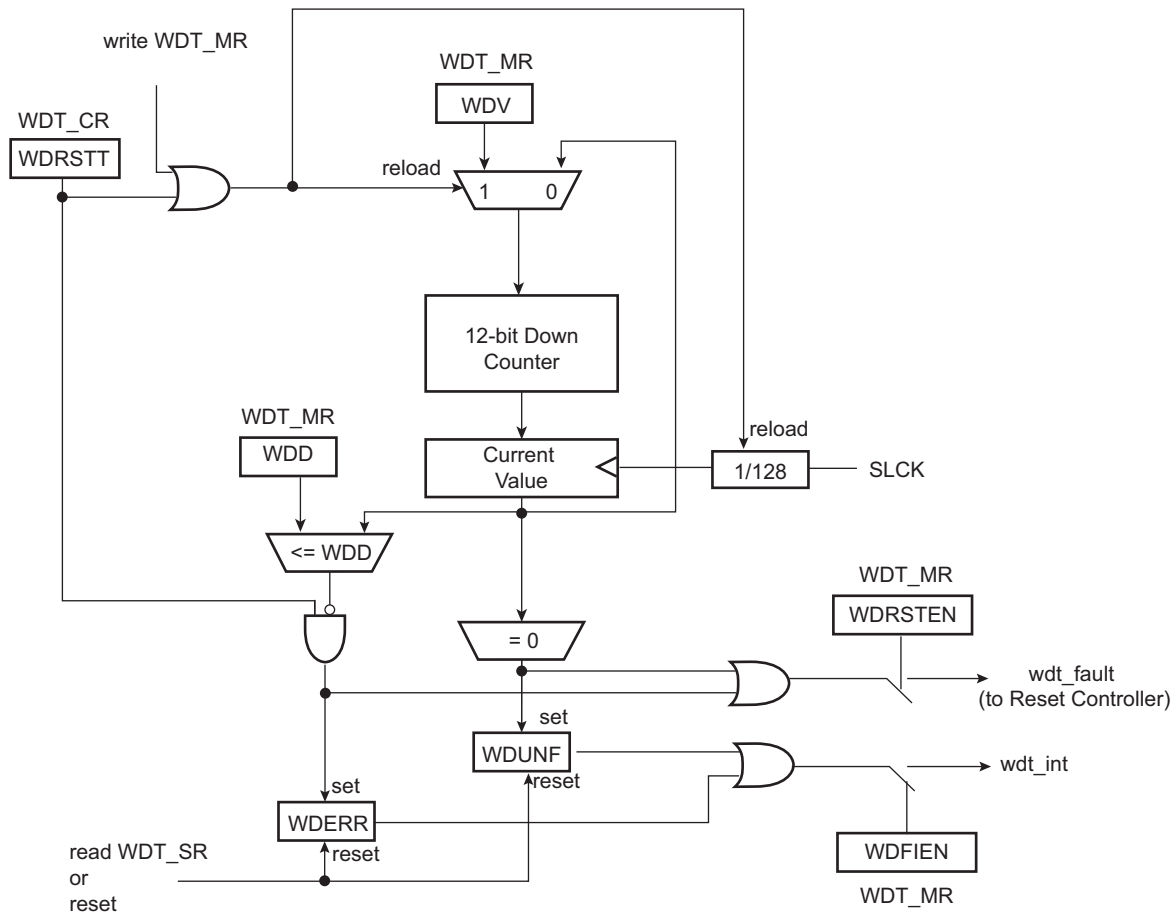 write WDT_MR
WDT_MR
WDV
WDT_CR
WDRSTT
reload
1 0
12-bit Down
Counter
WDT_MR
WDD
Current
Value
reload
1/128
SLCK
<= WDD
WDT_MR
WDRSTEN
= 0
wdt_fault
(to Reset Controller)
set
WDUNF
reset
wdt_int
set
WDERR
reset
WDFIEN
WDT_MR
read WDT_SR
or
reset